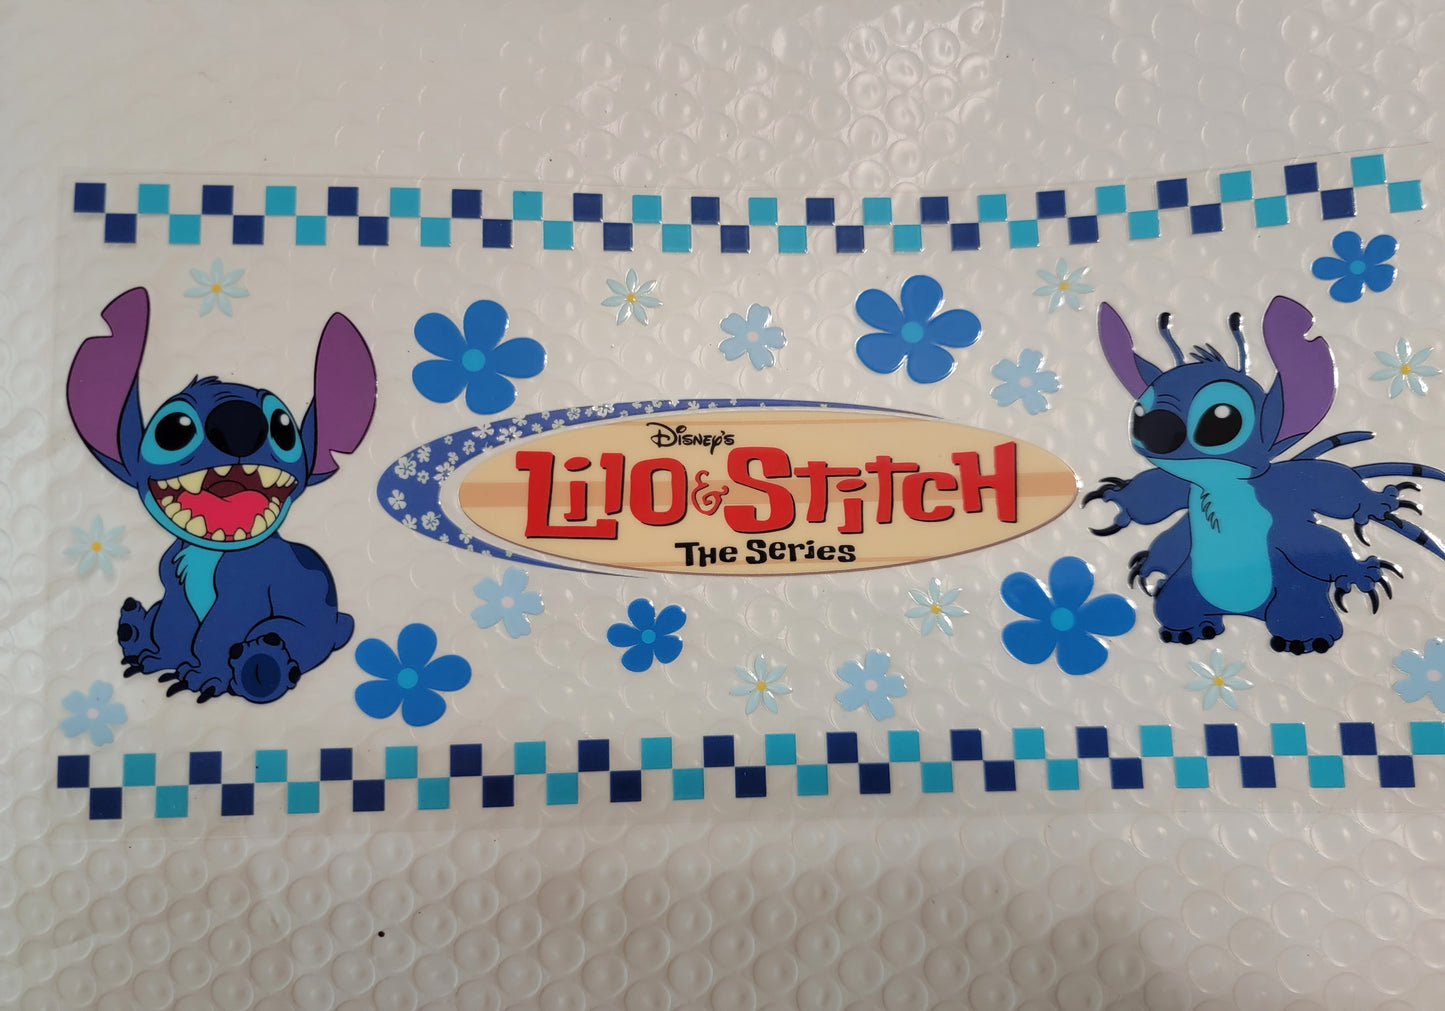 Disney's
Lilo & Stitch
The Series